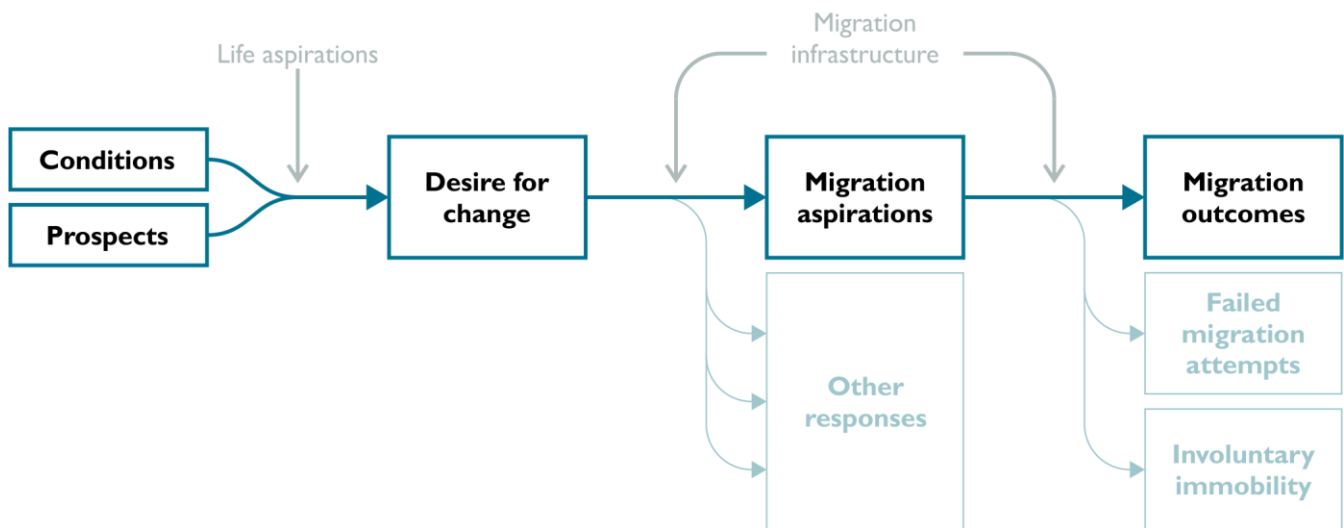 Life aspirations
Migration
infrastructure
Conditions
Prospects
Desire for
change
Migration
aspirations
Migration
outcomes
Other
responses
Failed
migration
attempts
Involuntary
immobility